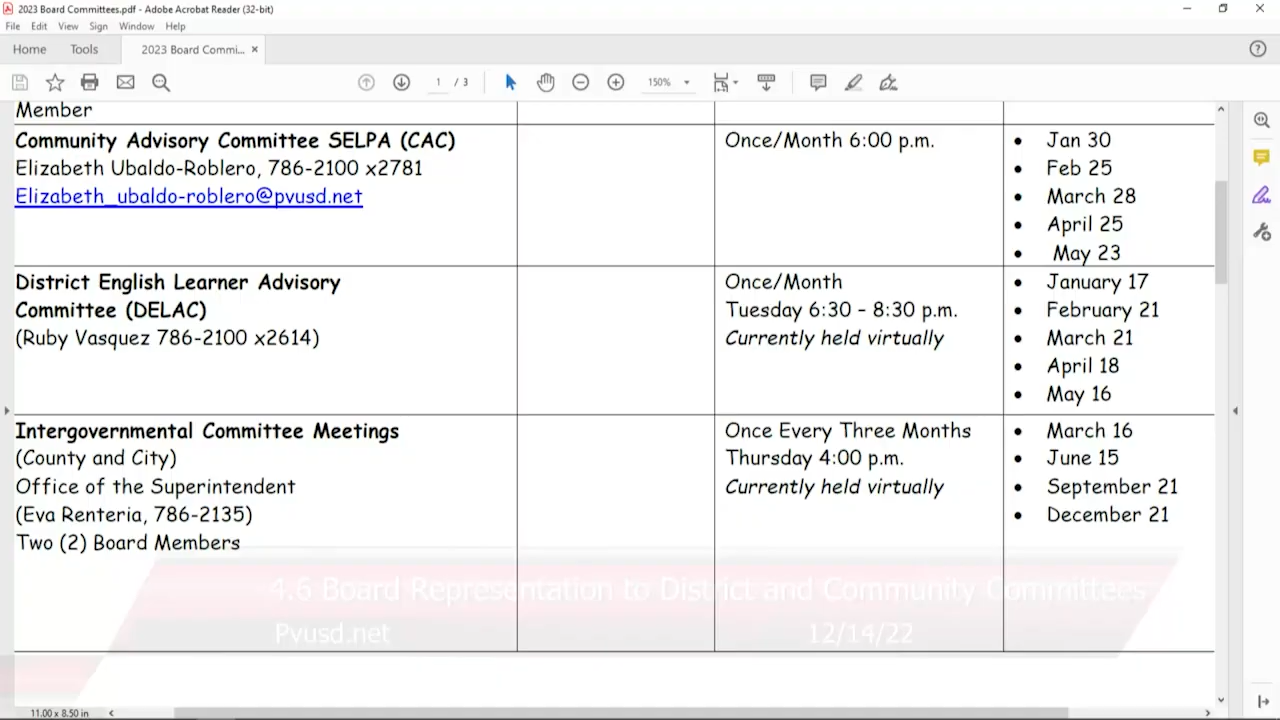 2023 Board Committees.pdf - Adobe Acrobat Reader (32-bit)
File Edit View Sign Window Help
Home Tools 2023 Board Commi... ×
1 / 3 150%
Member
Community Advisory Committee SELPA (CAC)
Elizabeth Ubaldo-Roblero, 786-2100 x2781
Elizabeth_ubaldo-roblero@pvusd.net
Once/Month 6:00 p.m.
• Jan 30
• Feb 25
• March 28
• April 25
• May 23
District English Learner Advisory
Committee (DELAC)
(Ruby Vasquez 786-2100 x2614)
Once/Month
Tuesday 6:30 - 8:30 p.m.
Currently held virtually
• January 17
• February 21
• March 21
• April 18
• May 16
Intergovernmental Committee Meetings
(County and City)
Office of the Superintendent
(Eva Renteria, 786-2135)
Two (2) Board Members
Once Every Three Months
Thursday 4:00 p.m.
Currently held virtually
• March 16
• June 15
• September 21
• December 21
4.6 Board Representation to District and Community Committees
Pvusd.net 12/14/22
11.00 x 8.50 in